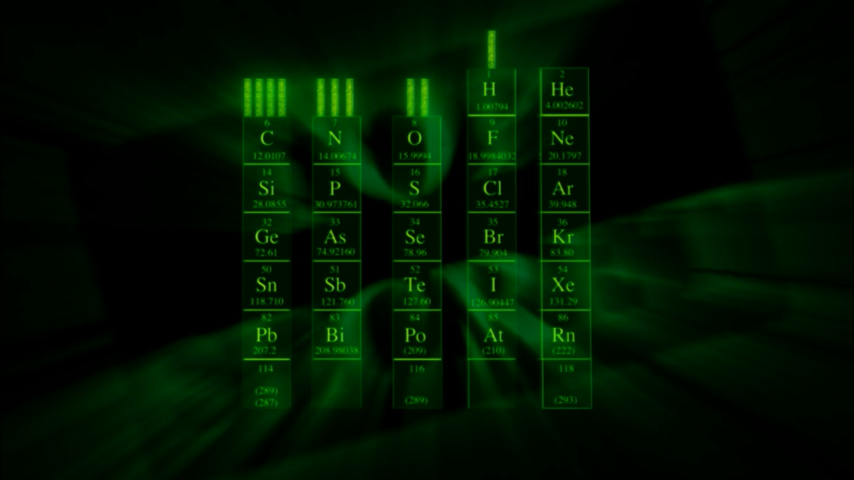 6
C
12.0107
14
Si
28.0855
32
Ge
72.61
50
Sn
118.710
82
Pb
207.2
114
(289)
(287)
7
N
14.00674
15
P
30.973761
33
As
74.92160
51
Sb
121.760
83
Bi
208.98038
8
O
15.9994
16
S
32.066
34
Se
78.96
52
Te
127.60
84
Po
(209)
116
(289)
1
H
1.00794
9
F
18.9984032
17
Cl
35.4527
35
Br
79.904
53
I
126.90447
85
At
(210)
2
He
4.002602
10
Ne
20.1797
18
Ar
39.948
36
Kr
83.80
54
Xe
131.29
86
Rn
(222)
118
(293)